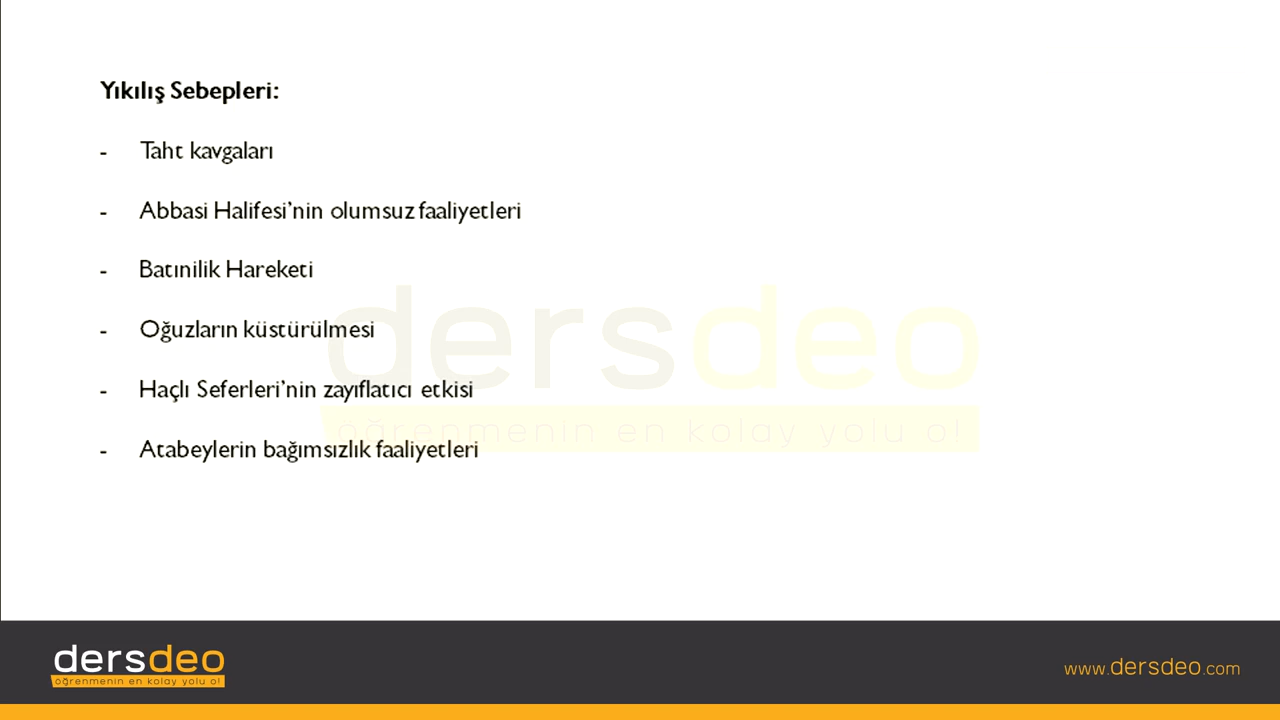 Yıkılış Sebepleri:
- Taht kavgaları
- Abbasi Halifesi’nin olumsuz faaliyetleri
- Batınilik Hareketi
- Oğuzların küstürülmesi
- Haçlı Seferleri’nin zayıflatıcı etkisi
- Atabeylerin bağımsızlık faaliyetleri
dersdeo
öğrenmenin en kolay yolu o!
dersdeo
öğrenmenin en kolay yolu o!
www.dersdeo.com